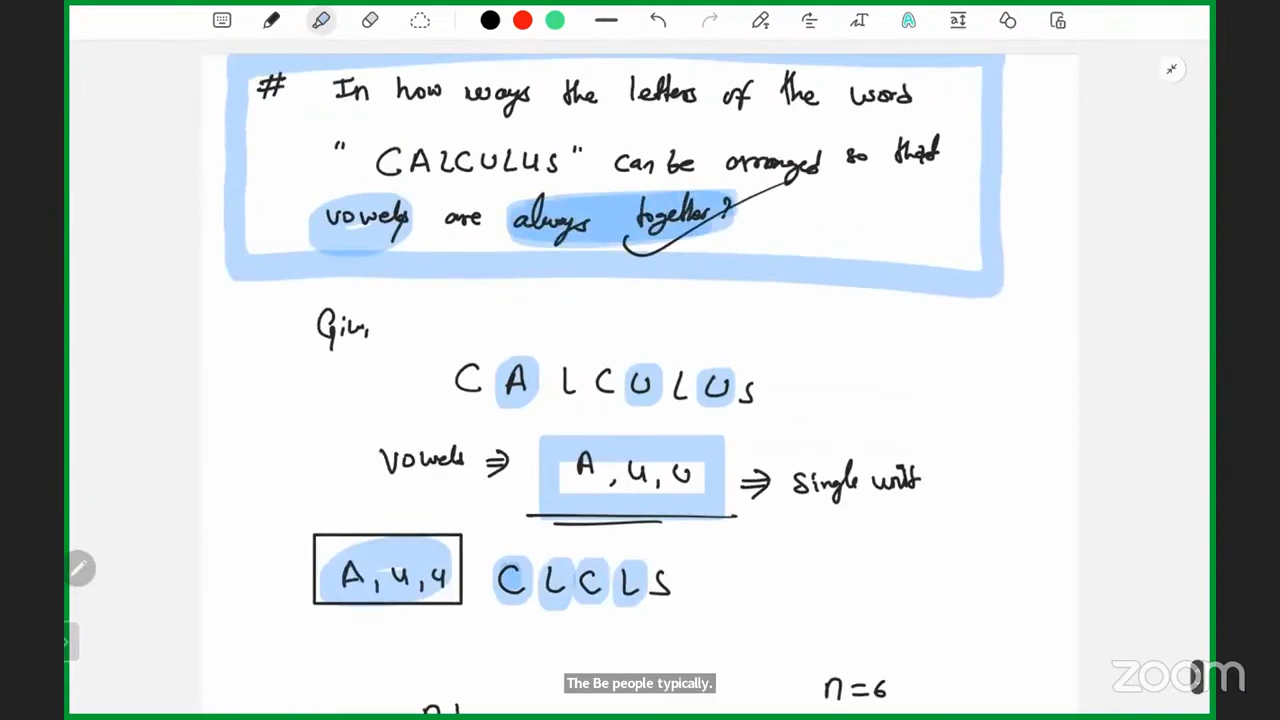 # In how ways the letters of the word
" CALCULUS " can be arranged so that
vowels are always together?
Giv,
C A L C U L U S
Vowels ⇒ A , U , U ⇒ Single unit
A , U , U C L C L S
The Be people typically.
zoom
n = 6
n!